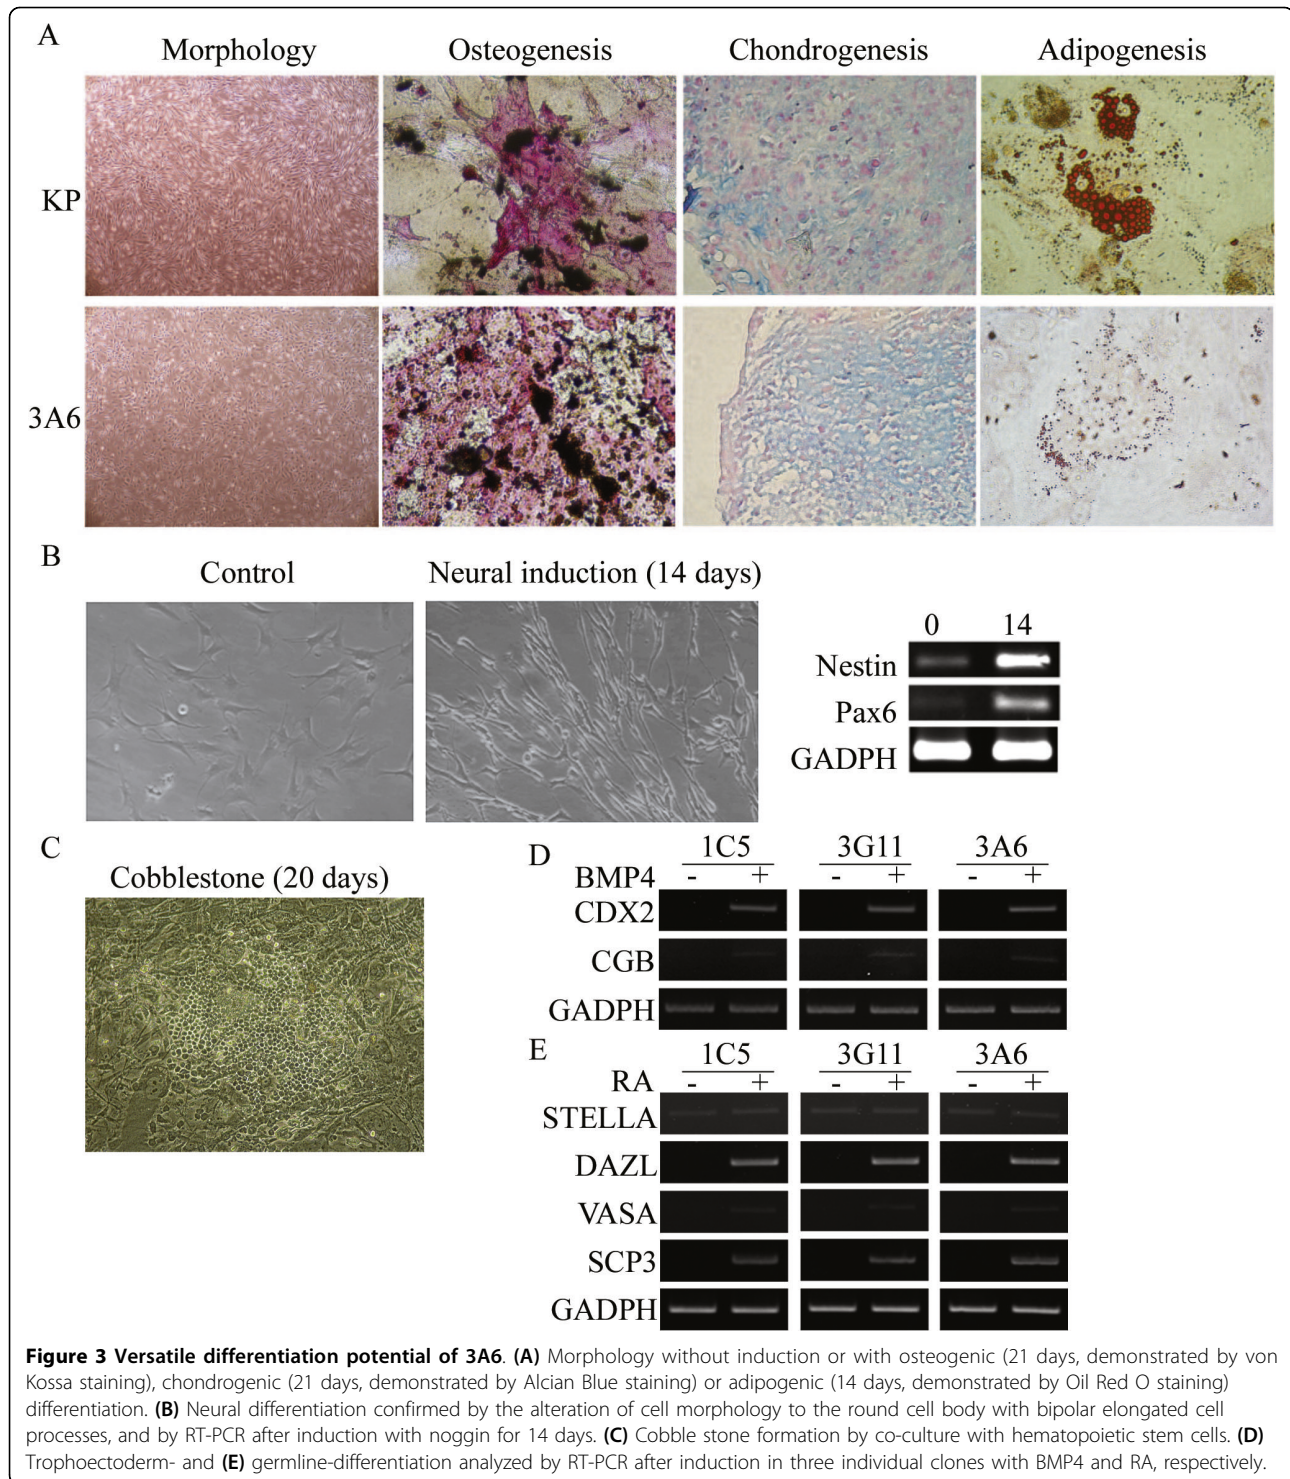 A
Morphology Osteogenesis Chondrogenesis Adipogenesis
KP
3A6
B
Control Neural induction (14 days)
0 14
Nestin
Pax6
GADPH
C
Cobblestone (20 days)
D
1C5 3G11 3A6
BMP4 - + - + - +
CDX2
CGB
GADPH
E
1C5 3G11 3A6
RA - + - + - +
STELLA
DAZL
VASA
SCP3
GADPH
Figure 3 Versatile differentiation potential of 3A6. (A) Morphology without induction or with osteogenic (21 days, demonstrated by von
Kossa staining), chondrogenic (21 days, demonstrated by Alcian Blue staining) or adipogenic (14 days, demonstrated by Oil Red O staining)
differentiation. (B) Neural differentiation confirmed by the alteration of cell morphology to the round cell body with bipolar elongated cell
processes, and by RT-PCR after induction with noggin for 14 days. (C) Cobble stone formation by co-culture with hematopoietic stem cells. (D)
Trophoectoderm- and (E) germline-differentiation analyzed by RT-PCR after induction in three individual clones with BMP4 and RA, respectively.